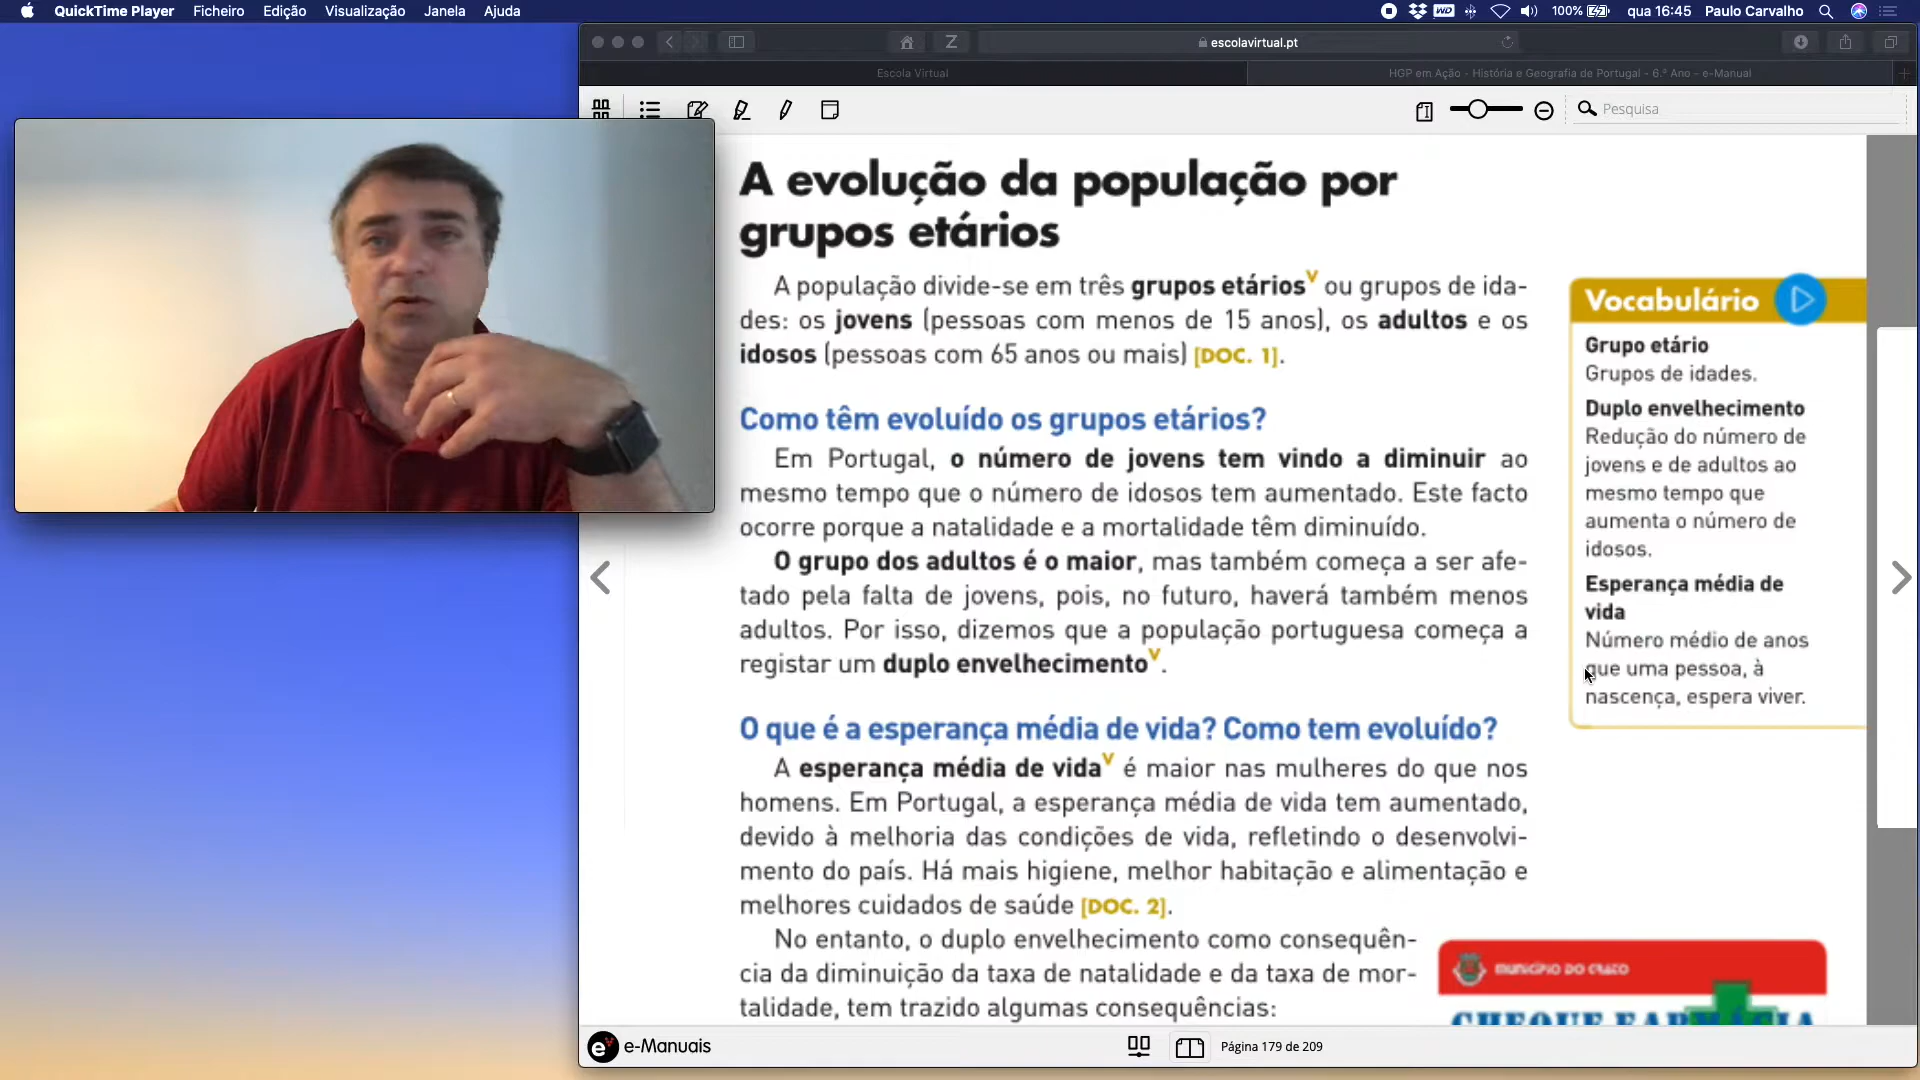 QuickTime Player Ficheiro Edição Visualização Janela Ajuda
WD 100% qua 16:45 Paulo Carvalho
Z escolavirtual.pt
Escola Virtual HGP em Ação - História e Geografia de Portugal - 6.º Ano - e-Manual
Pesquisa
A evolução da população por
grupos etários
A população divide-se em três grupos etáriosV ou grupos de ida-
des: os jovens (pessoas com menos de 15 anos), os adultos e os
idosos (pessoas com 65 anos ou mais) [DOC. 1].
Como têm evoluído os grupos etários?
Em Portugal, o número de jovens tem vindo a diminuir ao
mesmo tempo que o número de idosos tem aumentado. Este facto
ocorre porque a natalidade e a mortalidade têm diminuído.
O grupo dos adultos é o maior, mas também começa a ser afe-
tado pela falta de jovens, pois, no futuro, haverá também menos
adultos. Por isso, dizemos que a população portuguesa começa a
registar um duplo envelhecimentoV.
O que é a esperança média de vida? Como tem evoluído?
A esperança média de vidaV é maior nas mulheres do que nos
homens. Em Portugal, a esperança média de vida tem aumentado,
devido à melhoria das condições de vida, refletindo o desenvolvi-
mento do país. Há mais higiene, melhor habitação e alimentação e
melhores cuidados de saúde [DOC. 2].
No entanto, o duplo envelhecimento como consequên-
cia da diminuição da taxa de natalidade e da taxa de mor-
talidade, tem trazido algumas consequências:
Vocabulário
Grupo etário
Grupos de idades.
Duplo envelhecimento
Redução do número de
jovens e de adultos ao
mesmo tempo que
aumenta o número de
idosos.
Esperança média de
vida
Número médio de anos
que uma pessoa, à
nascença, espera viver.
MUNICÍPIO DO CRATO
CHEQUE FARMÁCIA
e e-Manuais
Página 179 de 209